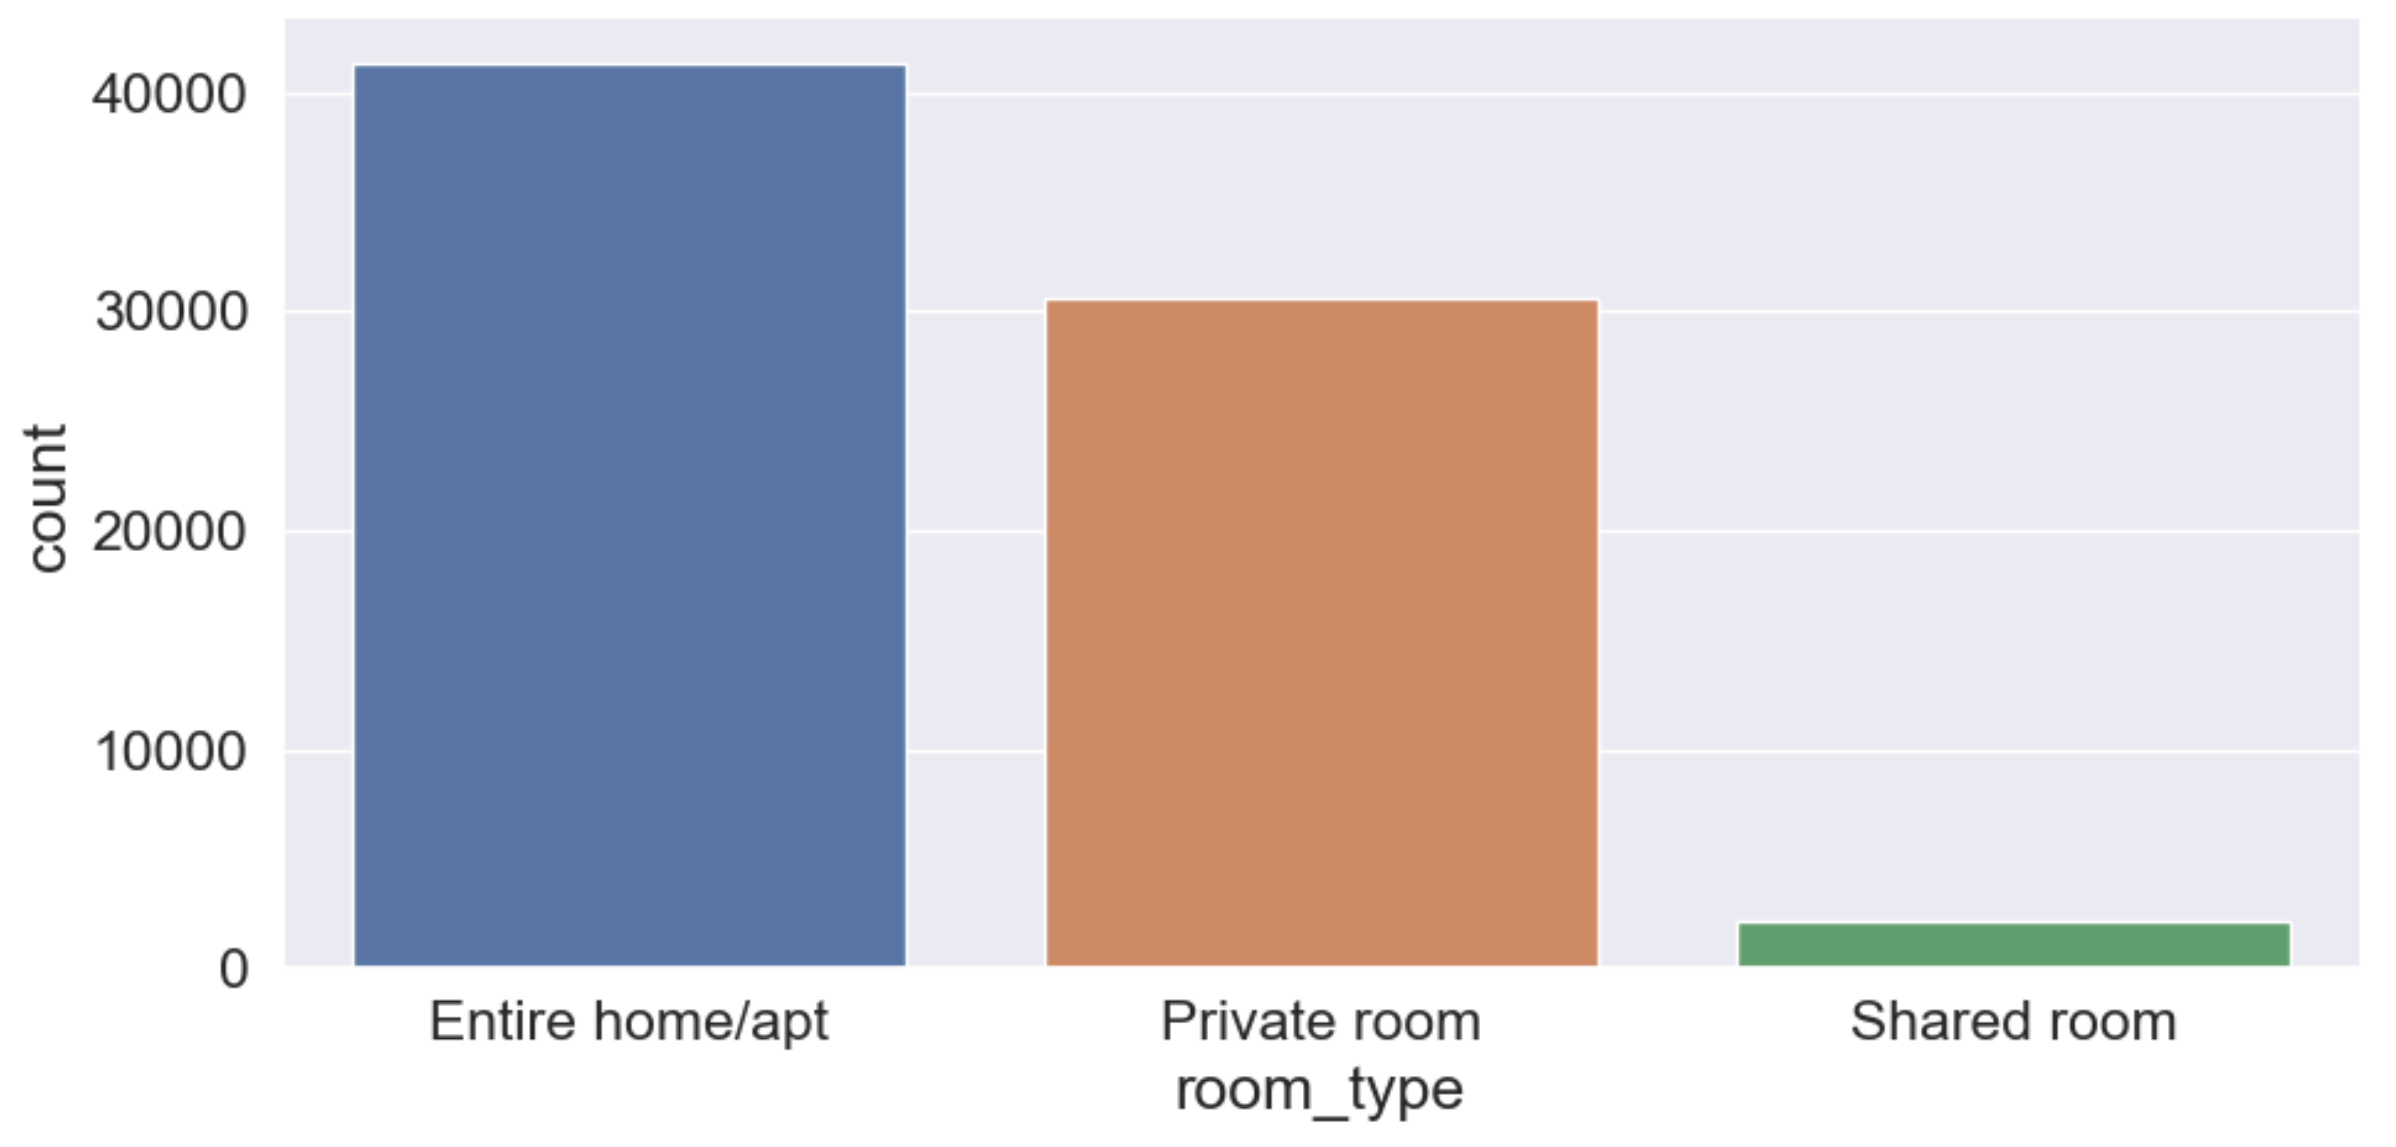 40000
30000
20000
10000
0
count
Entire home/apt
Private room
Shared room
room_type